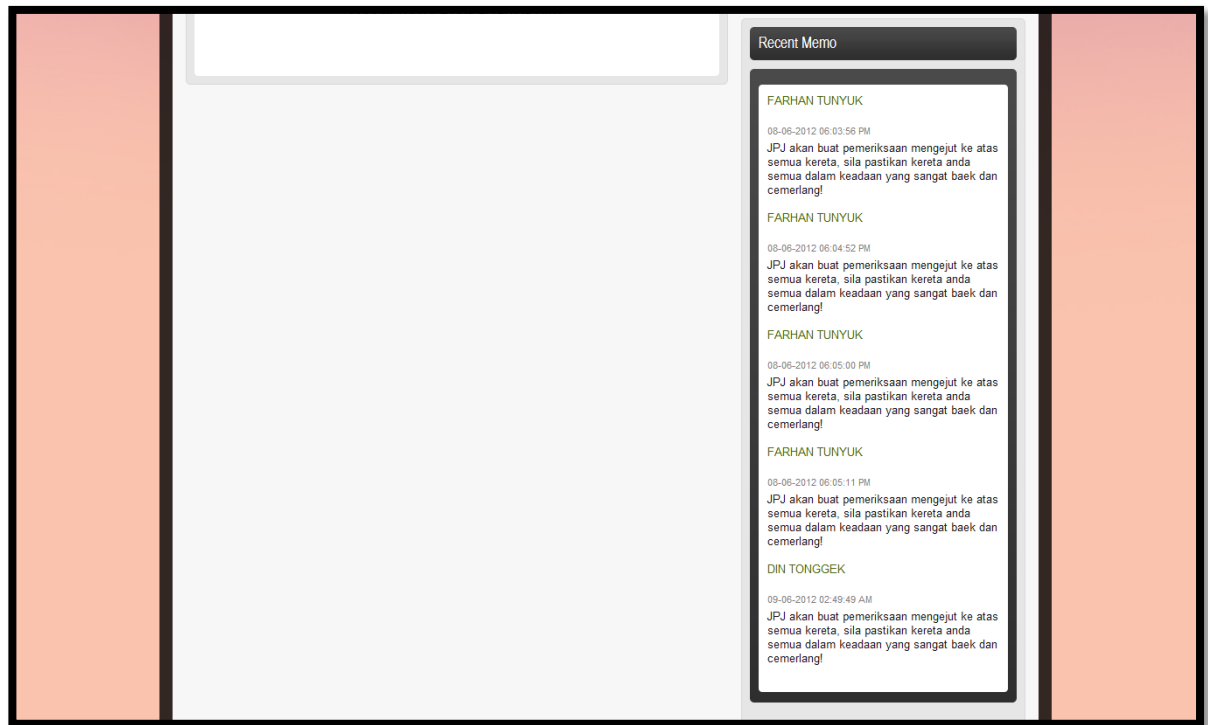 Recent Memo
FARHAN TUNYUK
08-06-2012 06:03:56 PM
JPJ akan buat pemeriksaan mengejut ke atas
semua kereta, sila pastikan kereta anda
semua dalam keadaan yang sangat baek dan
cemerlang!
FARHAN TUNYUK
08-06-2012 06:04:52 PM
JPJ akan buat pemeriksaan mengejut ke atas
semua kereta, sila pastikan kereta anda
semua dalam keadaan yang sangat baek dan
cemerlang!
FARHAN TUNYUK
08-06-2012 06:05:00 PM
JPJ akan buat pemeriksaan mengejut ke atas
semua kereta, sila pastikan kereta anda
semua dalam keadaan yang sangat baek dan
cemerlang!
FARHAN TUNYUK
08-06-2012 06:05:11 PM
JPJ akan buat pemeriksaan mengejut ke atas
semua kereta, sila pastikan kereta anda
semua dalam keadaan yang sangat baek dan
cemerlang!
DIN TONGGEK
09-06-2012 02:49:49 AM
JPJ akan buat pemeriksaan mengejut ke atas
semua kereta, sila pastikan kereta anda
semua dalam keadaan yang sangat baek dan
cemerlang!